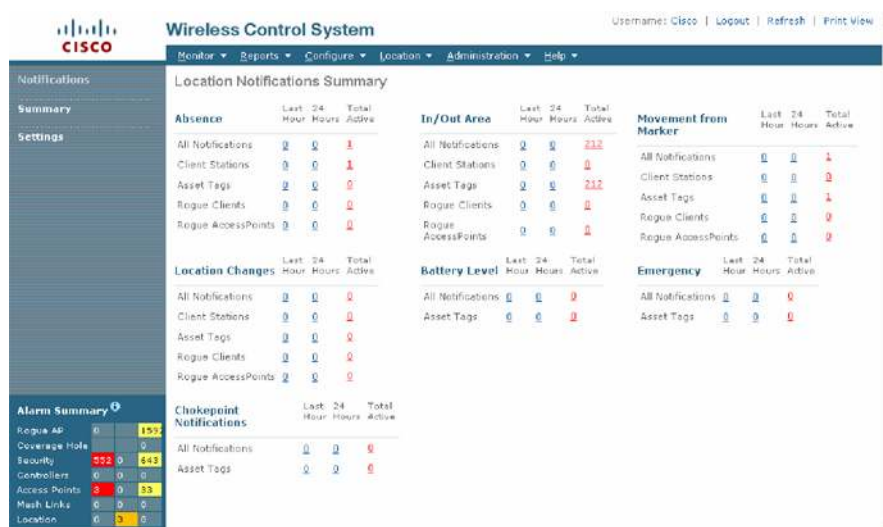 CISCO
Wireless Control System
Username: Cisco | Logout | Refresh | Print View
Monitor Reports Configure Location Administration Help
Notifications
Summary
Settings
Location Notifications Summary
Absence Last Hour 24 Hours Total Active
All Notifications 0 0 1
Client Stations 0 0 1
Asset Tags 0 0 0
Rogue Clients 0 0 0
Rogue AccessPoints 0 0 0
In/Out Area Last Hour 24 Hours Total Active
All Notifications 0 0 212
Client Stations 0 0 0
Asset Tags 0 0 212
Rogue Clients 0 0 0
Rogue AccessPoints 0 0 0
Movement from Marker Last Hour 24 Hours Total Active
All Notifications 0 0 1
Client Stations 0 0 0
Asset Tags 0 0 1
Rogue Clients 0 0 0
Rogue AccessPoints 0 0 0
Location Changes Last Hour 24 Hours Total Active
All Notifications 0 0 0
Client Stations 0 0 0
Asset Tags 0 0 0
Rogue Clients 0 0 0
Rogue AccessPoints 0 0 0
Battery Level Last Hour 24 Hours Total Active
All Notifications 0 0 0
Asset Tags 0 0 0
Emergency Last Hour 24 Hours Total Active
All Notifications 0 0 0
Asset Tags 0 0 0
Chokepoint Notifications Last Hour 24 Hours Total Active
All Notifications 0 0 0
Asset Tags 0 0 0
Alarm Summary
Rogue AP 0 159
Coverage Hole 0
Security 552 0 643
Controllers 0 0 0
Access Points 3 0 33
Mesh Links 0 0 0
Location 0 3 0